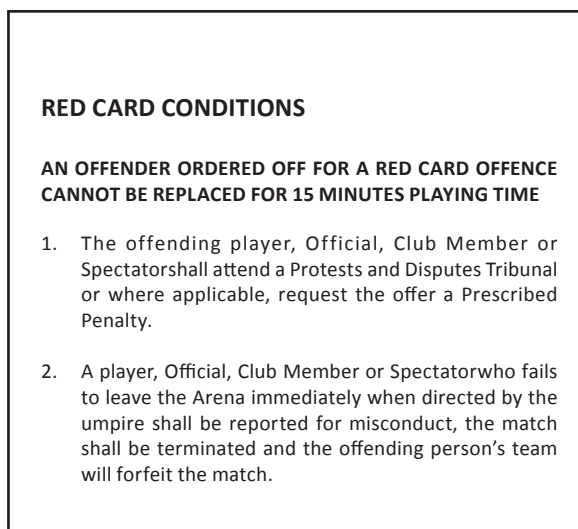 RED CARD CONDITIONS
AN OFFENDER ORDERED OFF FOR A RED CARD OFFENCE
CANNOT BE REPLACED FOR 15 MINUTES PLAYING TIME
1. The offending player, Official, Club Member or
Spectatorshall attend a Protests and Disputes Tribunal
or where applicable, request the offer a Prescribed
Penalty.
2. A player, Official, Club Member or Spectatorwho fails
to leave the Arena immediately when directed by the
umpire shall be reported for misconduct, the match
shall be terminated and the offending person's team
will forfeit the match.